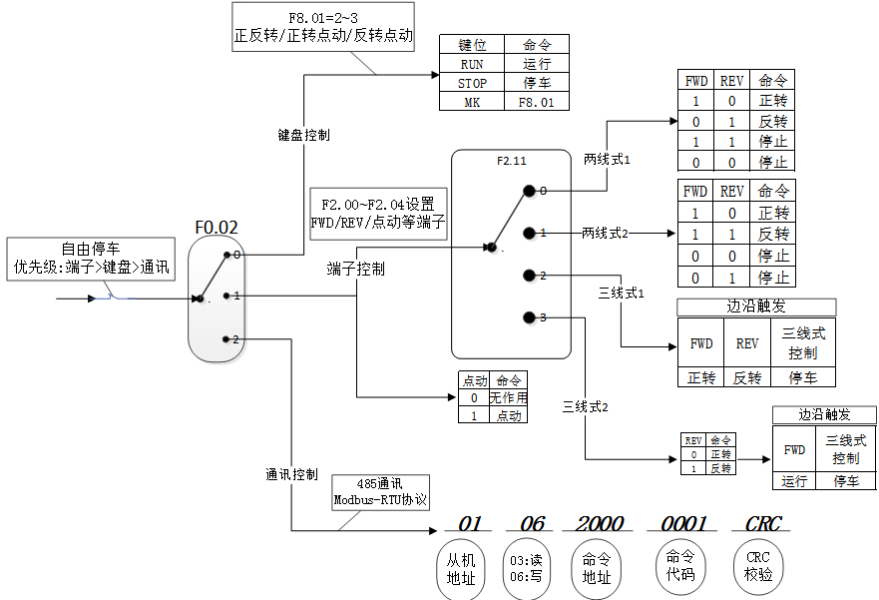 F8.01=2~3
正反转/正转点动/反转点动
键位 命令
RUN 运行
STOP 停车
MK F8.01
键盘控制
FWD REV 命令
1 0 正转
0 1 反转
1 1 停止
0 0 停止
两线式1
F2.11
0
1
2
3
F2.00~F2.04设置
FWD/REV/点动等端子
FWD REV 命令
1 0 正转
1 1 反转
0 0 停止
0 1 停止
两线式2
F0.02
0
1
2
自由停车
优先级:端子>键盘>通讯
端子控制
三线式1
边沿触发
FWD REV 三线式
控制
正转 反转 停车
点动 命令
0 无作用
1 点动
三线式2
REV 命令
0 正转
1 反转
边沿触发
FWD 三线式
控制
运行 停车
通讯控制
485通讯
Modbus-RTU协议
01 06 2000 0001 CRC
从机
地址
03:读
06:写
命令
地址
命令
代码
CRC
校验